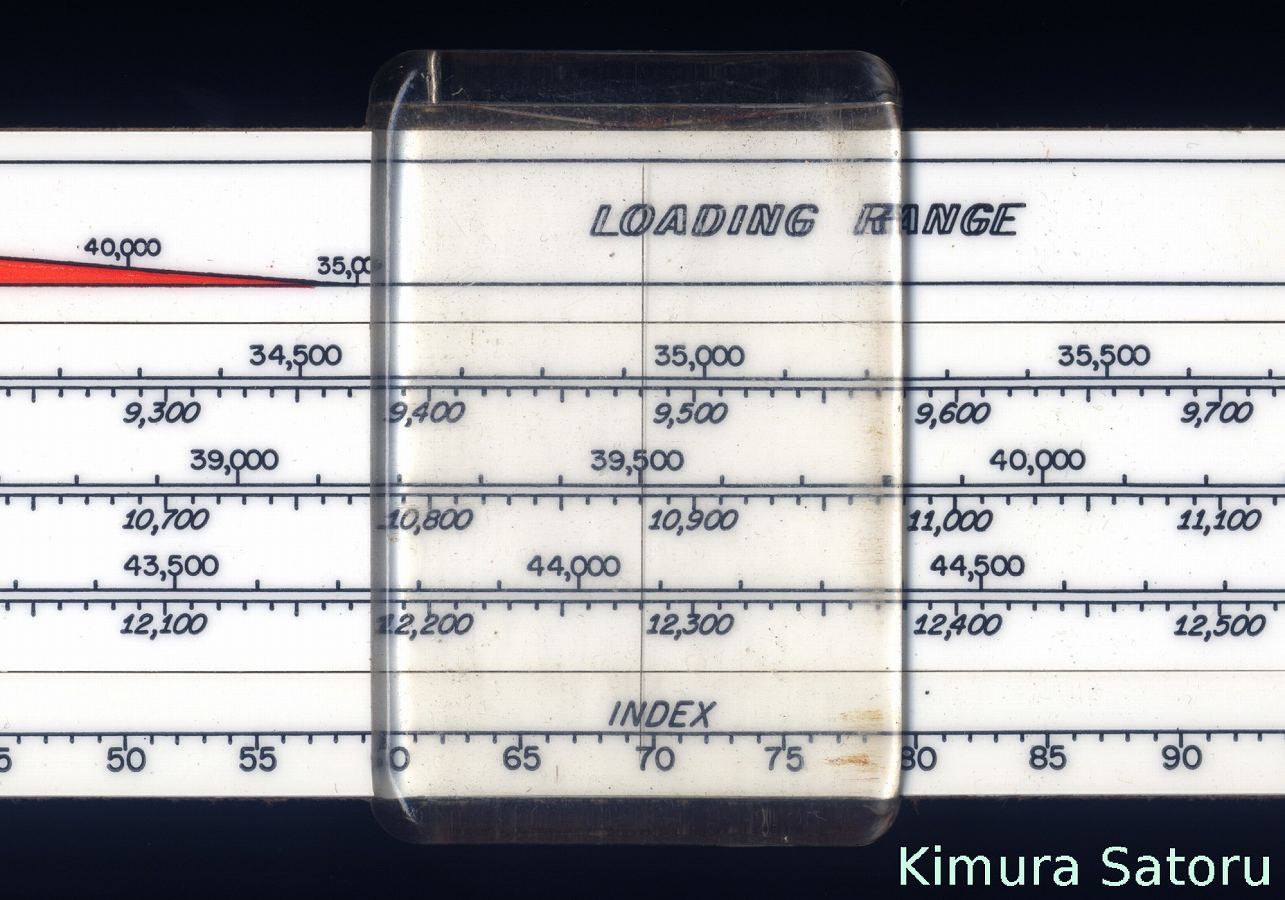 LOADING RANGE
40,000 35,00
34,500 35,000 35,500
9,300 9,400 9,500 9,600 9,700
39,000 39,500 40,000
10,700 10,800 10,900 11,000 11,100
43,500 44,000 44,500
12,100 12,200 12,300 12,400 12,500
INDEX
5 50 55 60 65 70 75 80 85 90
Kimura Satoru